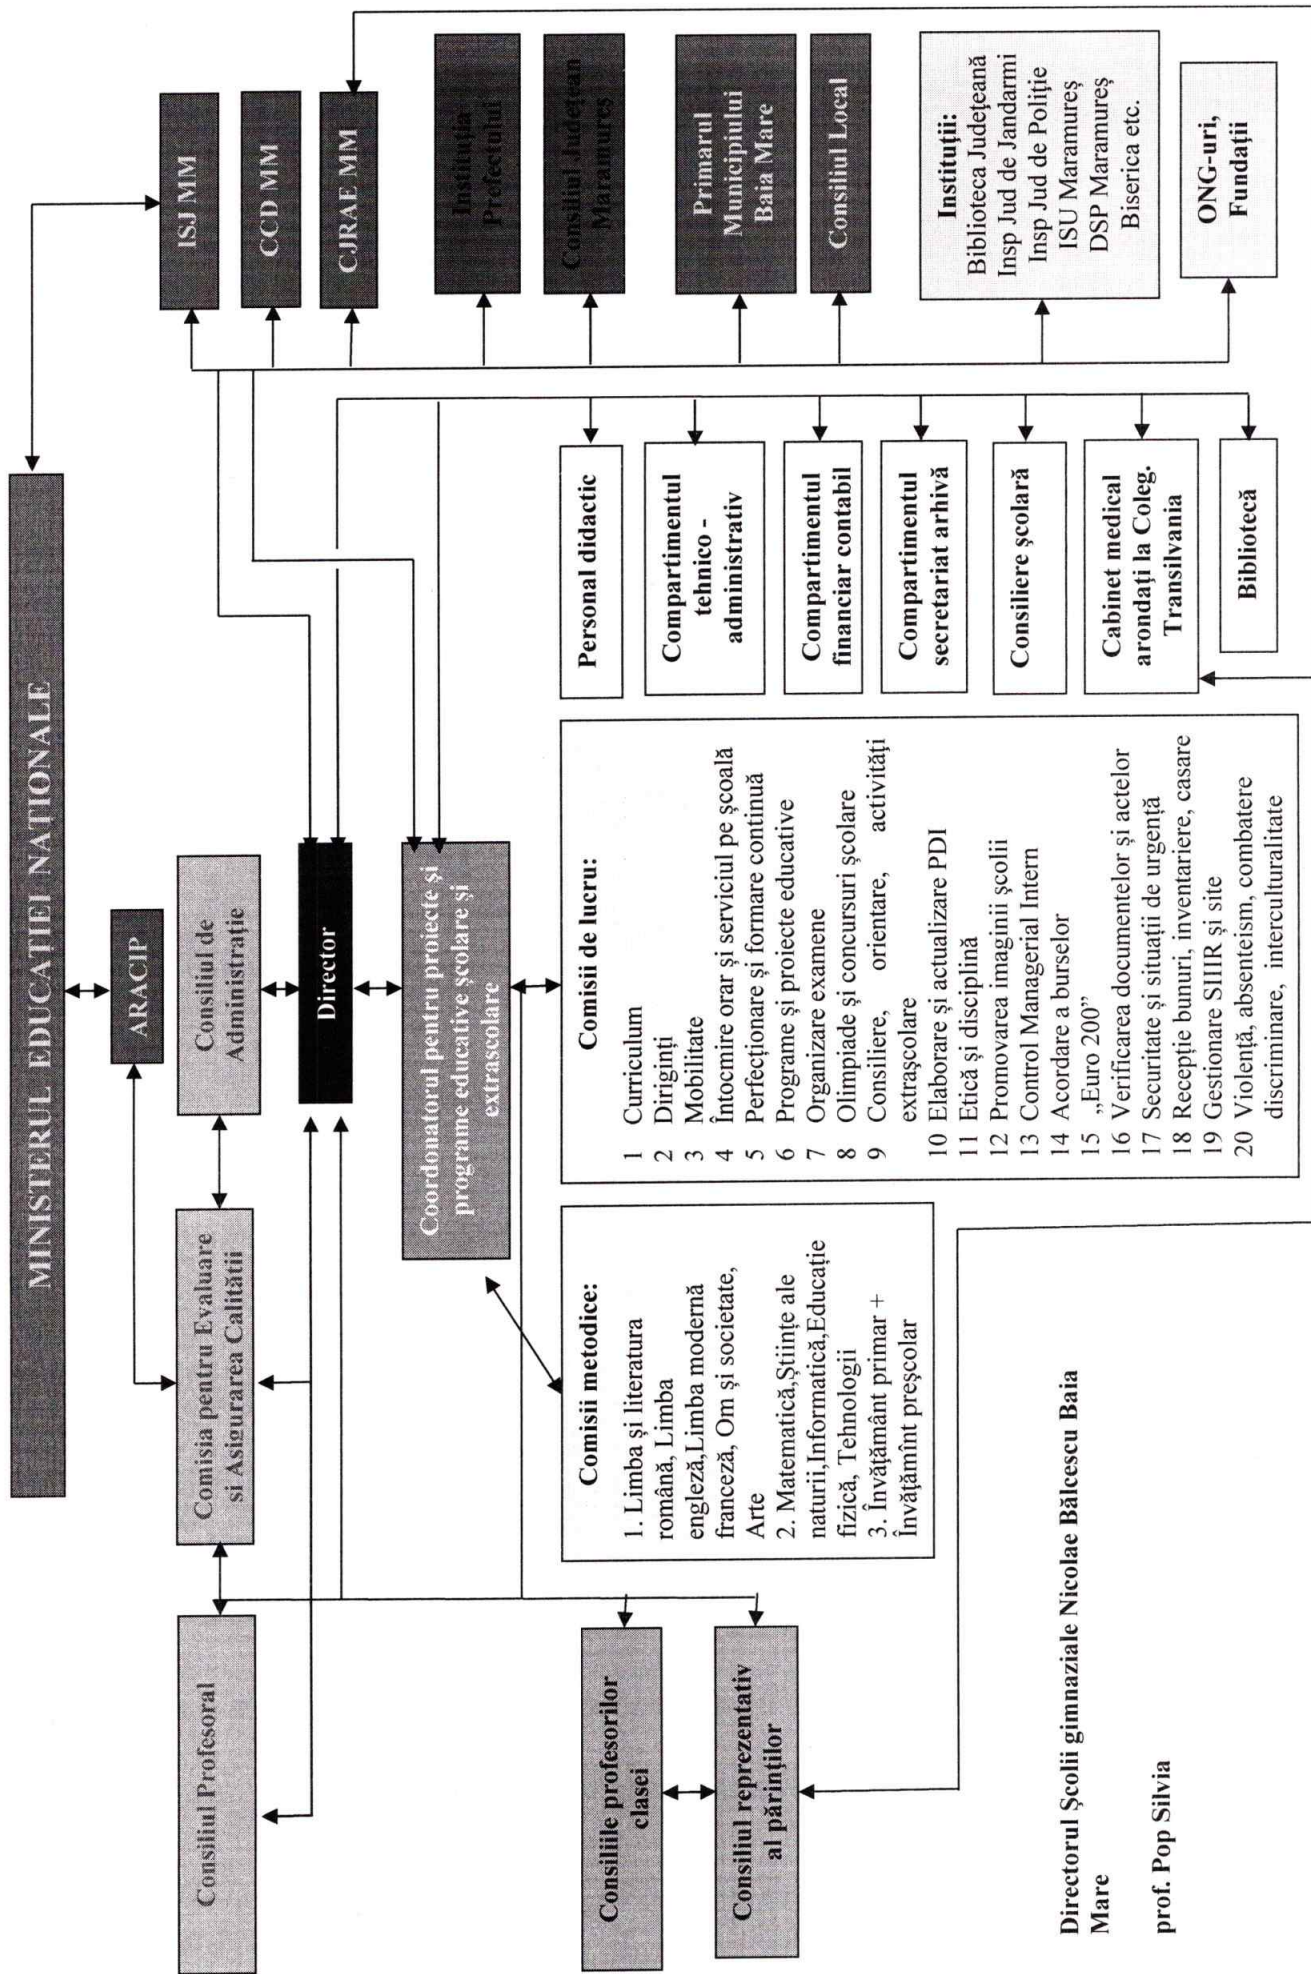 MINISTERUL EDUCAȚIEI NATIONALE
ARACIP
Consiliul Profesoral
Comisia pentru Evaluare
si Asigurarea Calității
Consiliul de
Administrație
Director
Coordonatorul pentru proiecte și
programe educative școlare și
extrascolare
ISJ MM
CCD MM
CJRAE MM
Instituția
Prefectului
Consiliul Județean
Maramureș
Primarul
Municipiului
Baia Mare
Consiliul Local
Instituții:
Biblioteca Județeană
Insp Jud de Jandarmi
Insp Jud de Poliție
ISU Maramureș
DSP Maramureș
Biserica etc.
ONG-uri,
Fundații
Personal didactic
Compartimentul
tehnico -
administrativ
Compartimentul
financiar contabil
Compartimentul
secretariat arhivă
Consiliere școlară
Cabinet medical
arondați la Coleg.
Transilvania
Bibliotecă
Comisii de lucru:
1 Curriculum
2 Diriginți
3 Mobilitate
4 Întocmire orar și serviciul pe școală
5 Perfecționare și formare continuă
6 Programe și proiecte educative
7 Organizare examene
8 Olimpiade și concursuri școlare
9 Consiliere, orientare, activități
extrașcolare
10 Elaborare și actualizare PDI
11 Etică și disciplină
12 Promovarea imaginii școlii
13 Control Managerial Intern
14 Acordare a burselor
15 „Euro 200”
16 Verificarea documentelor și actelor
17 Securitate și situații de urgență
18 Recepție bunuri, inventariere, casare
19 Gestionare SIIIR și site
20 Violență, absenteism, combatere
discriminare, interculturalitate
Comisii metodice:
1. Limba și literatura
română, Limba
engleză,Limba modernă
franceză, Om și societate,
Arte
2. Matematică,Științe ale
naturii,Informatică,Educație
fizică, Tehnologii
3. Învățământ primar +
Învățămînt preșcolar
Consiliile profesorilor
clasei
Consiliul reprezentativ
al părinților
Directorul Școlii gimnaziale Nicolae Bălcescu Baia
Mare
prof. Pop Silvia